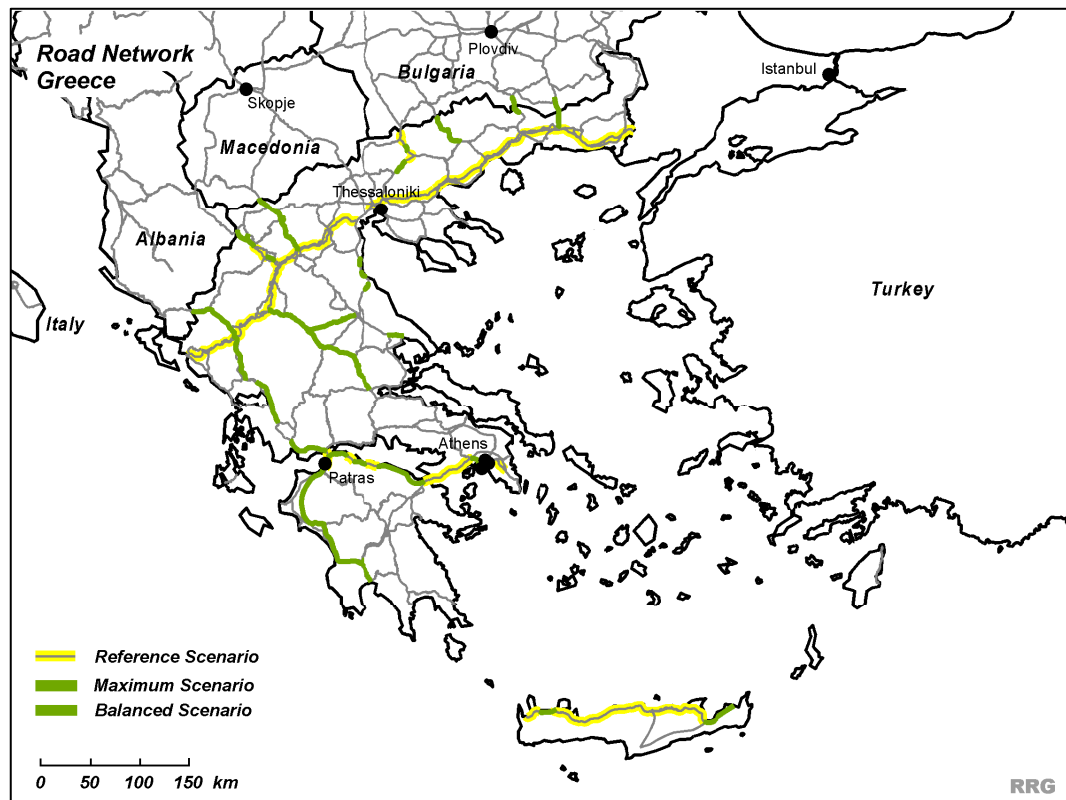 Road Network
Greece
Plovdiv
Bulgaria
Istanbul
Skopje
Macedonia
Thessaloniki
Albania
Turkey
Italy
Athens
Patras
Reference Scenario
Maximum Scenario
Balanced Scenario
0 50 100 150 km
RRG